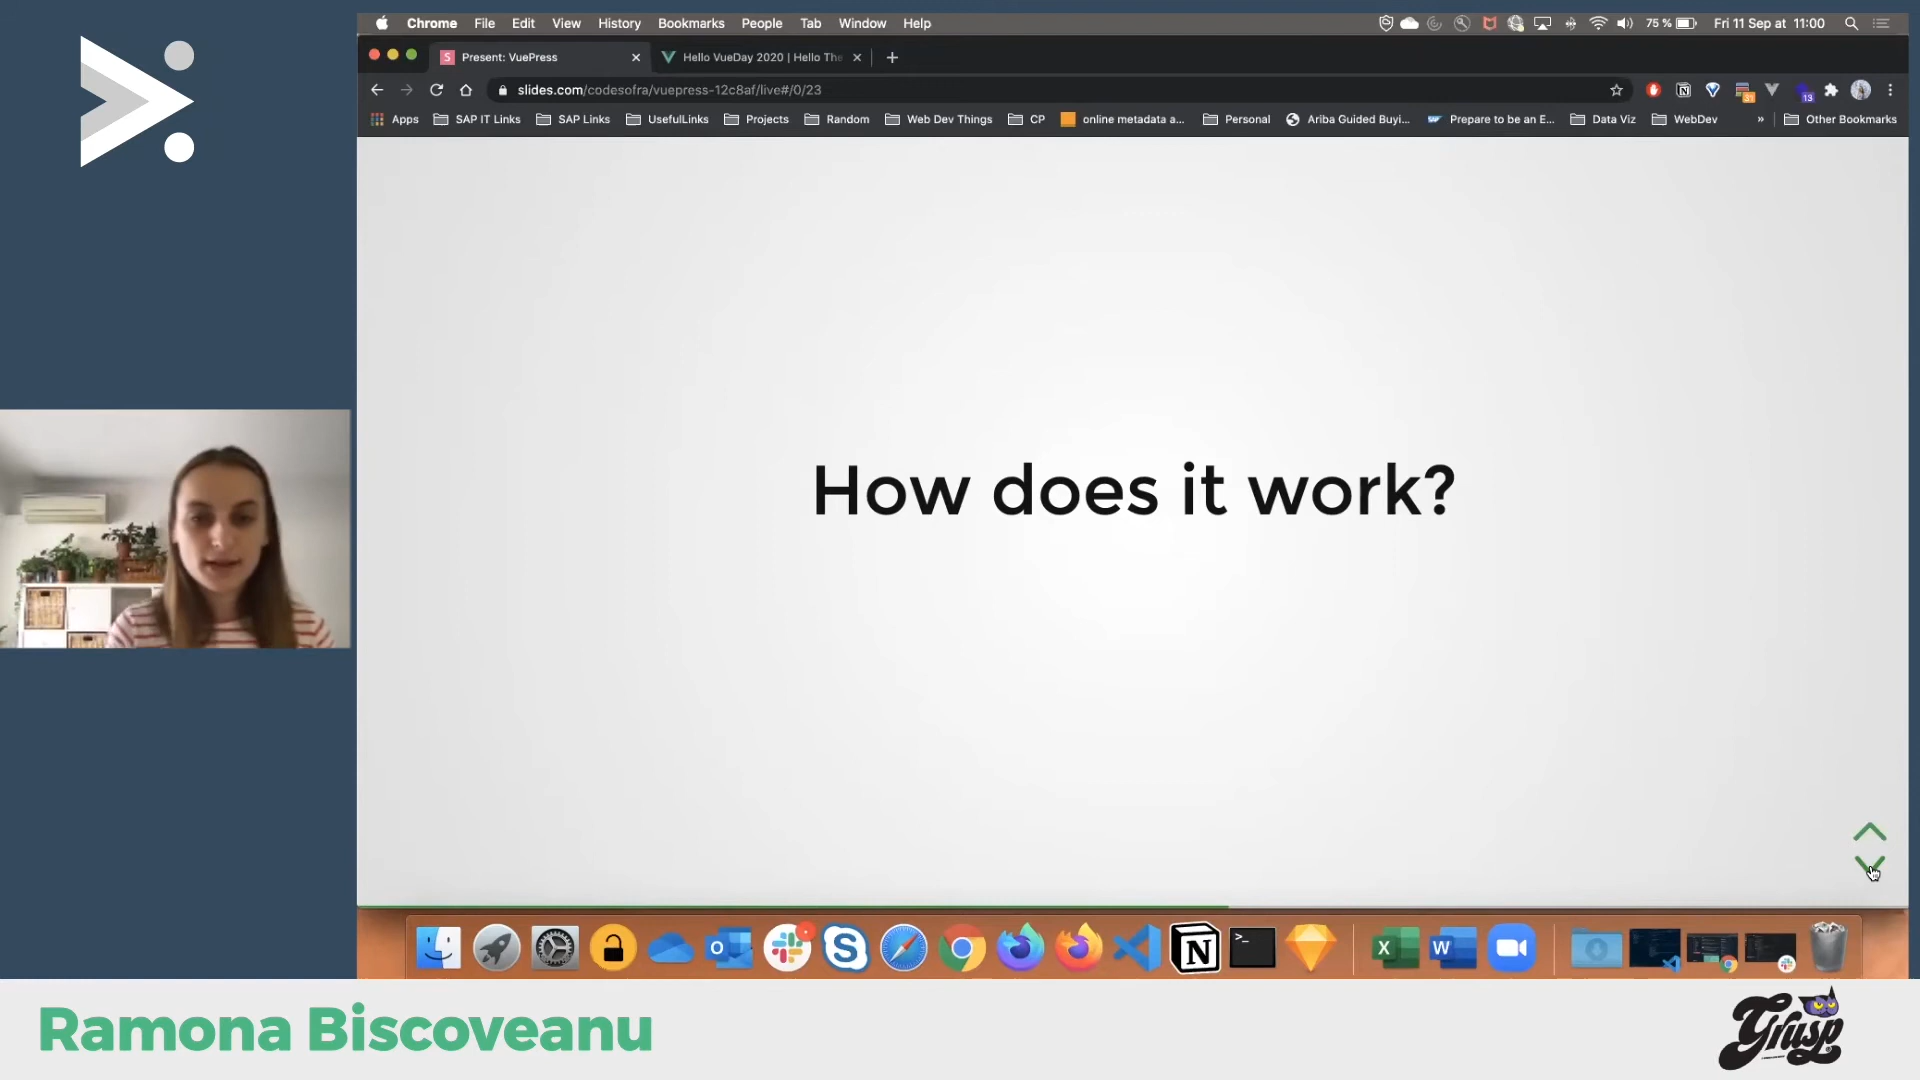 Chrome File Edit View History Bookmarks People Tab Window Help 75 % Fri 11 Sep at 11:00
Present: VuePress Hello VueDay 2020 | Hello The
slides.com/codesofra/vuepress-12c8af/live#/0/23
31 13
Apps SAP IT Links SAP Links UsefulLinks Projects Random Web Dev Things CP online metadata a... Personal Ariba Guided Buyi... Prepare to be an E... Data Viz WebDev » Other Bookmarks
How does it work?
Ramona Biscoveanu
Grusp